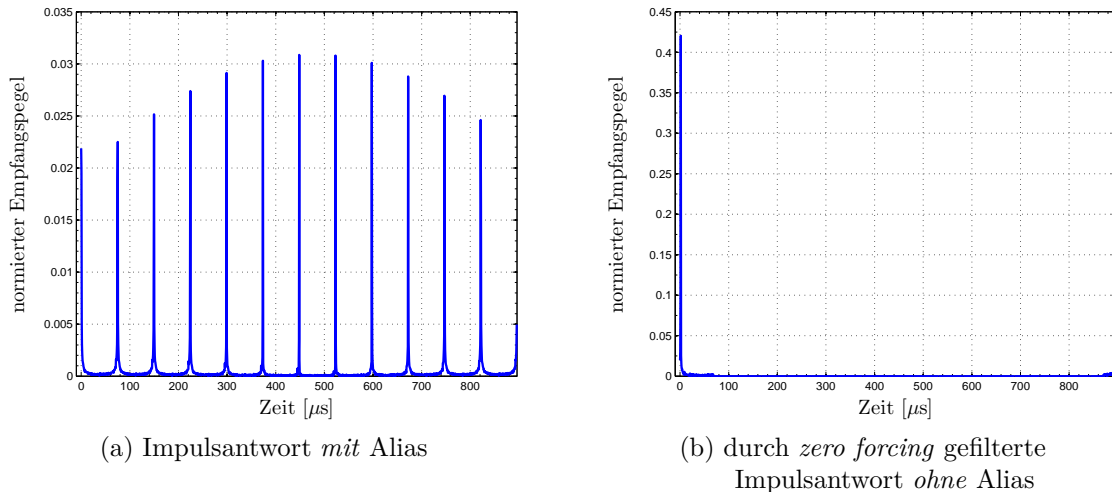 0.035
0.03
0.025
0.02
0.015
0.01
0.005
0
normierter Empfangspegel
0 100 200 300 400 500 600 700 800
Zeit [μs]
(a) Impulsantwort mit Alias
0.45
0.4
0.35
0.3
0.25
0.2
0.15
0.1
0.05
0
normierter Empfangspegel
0 100 200 300 400 500 600 700 800
Zeit [μs]
(b) durch zero forcing gefilterte
Impulsantwort ohne Alias